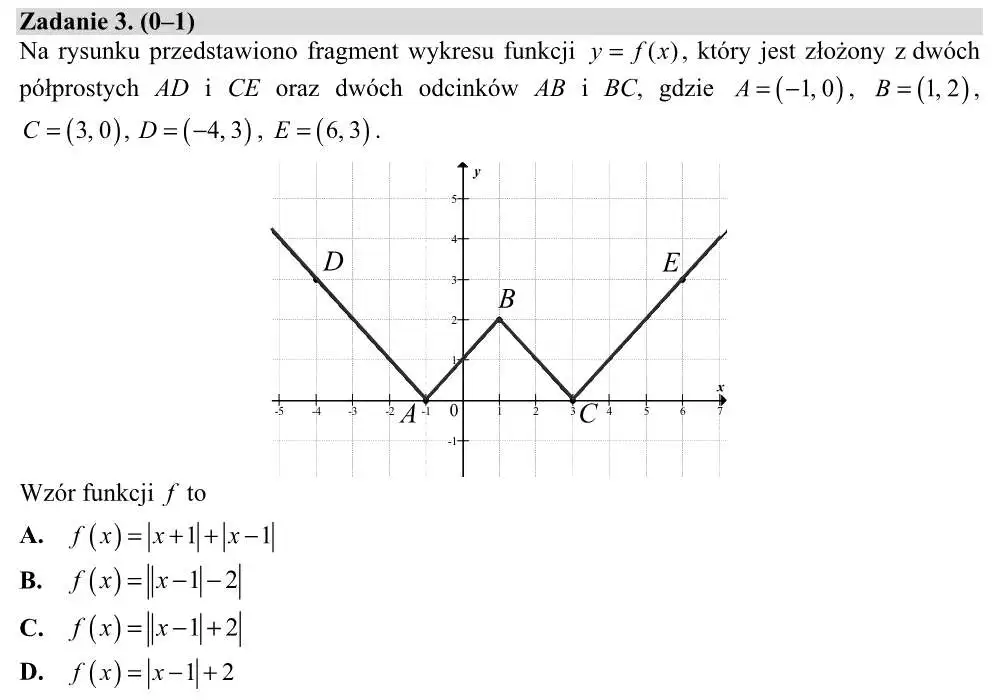 Zadanie 3. (0–1)
Na rysunku przedstawiono fragment wykresu funkcji y = f(x), który jest złożony z dwóch
półprostych AD i CE oraz dwóch odcinków AB i BC, gdzie A = (−1, 0), B = (1, 2),
C = (3, 0), D = (−4, 3), E = (6, 3).
y
5
4
D
E
3
B
2
1
x
-5 -4 -3 -2 A -1 0 1 2 3 C 4 5 6 7
-1
Wzór funkcji f to
A. f(x) = |x+1|+|x−1|
B. f(x) = ||x−1|−2|
C. f(x) = ||x−1|+2|
D. f(x) = |x−1|+2